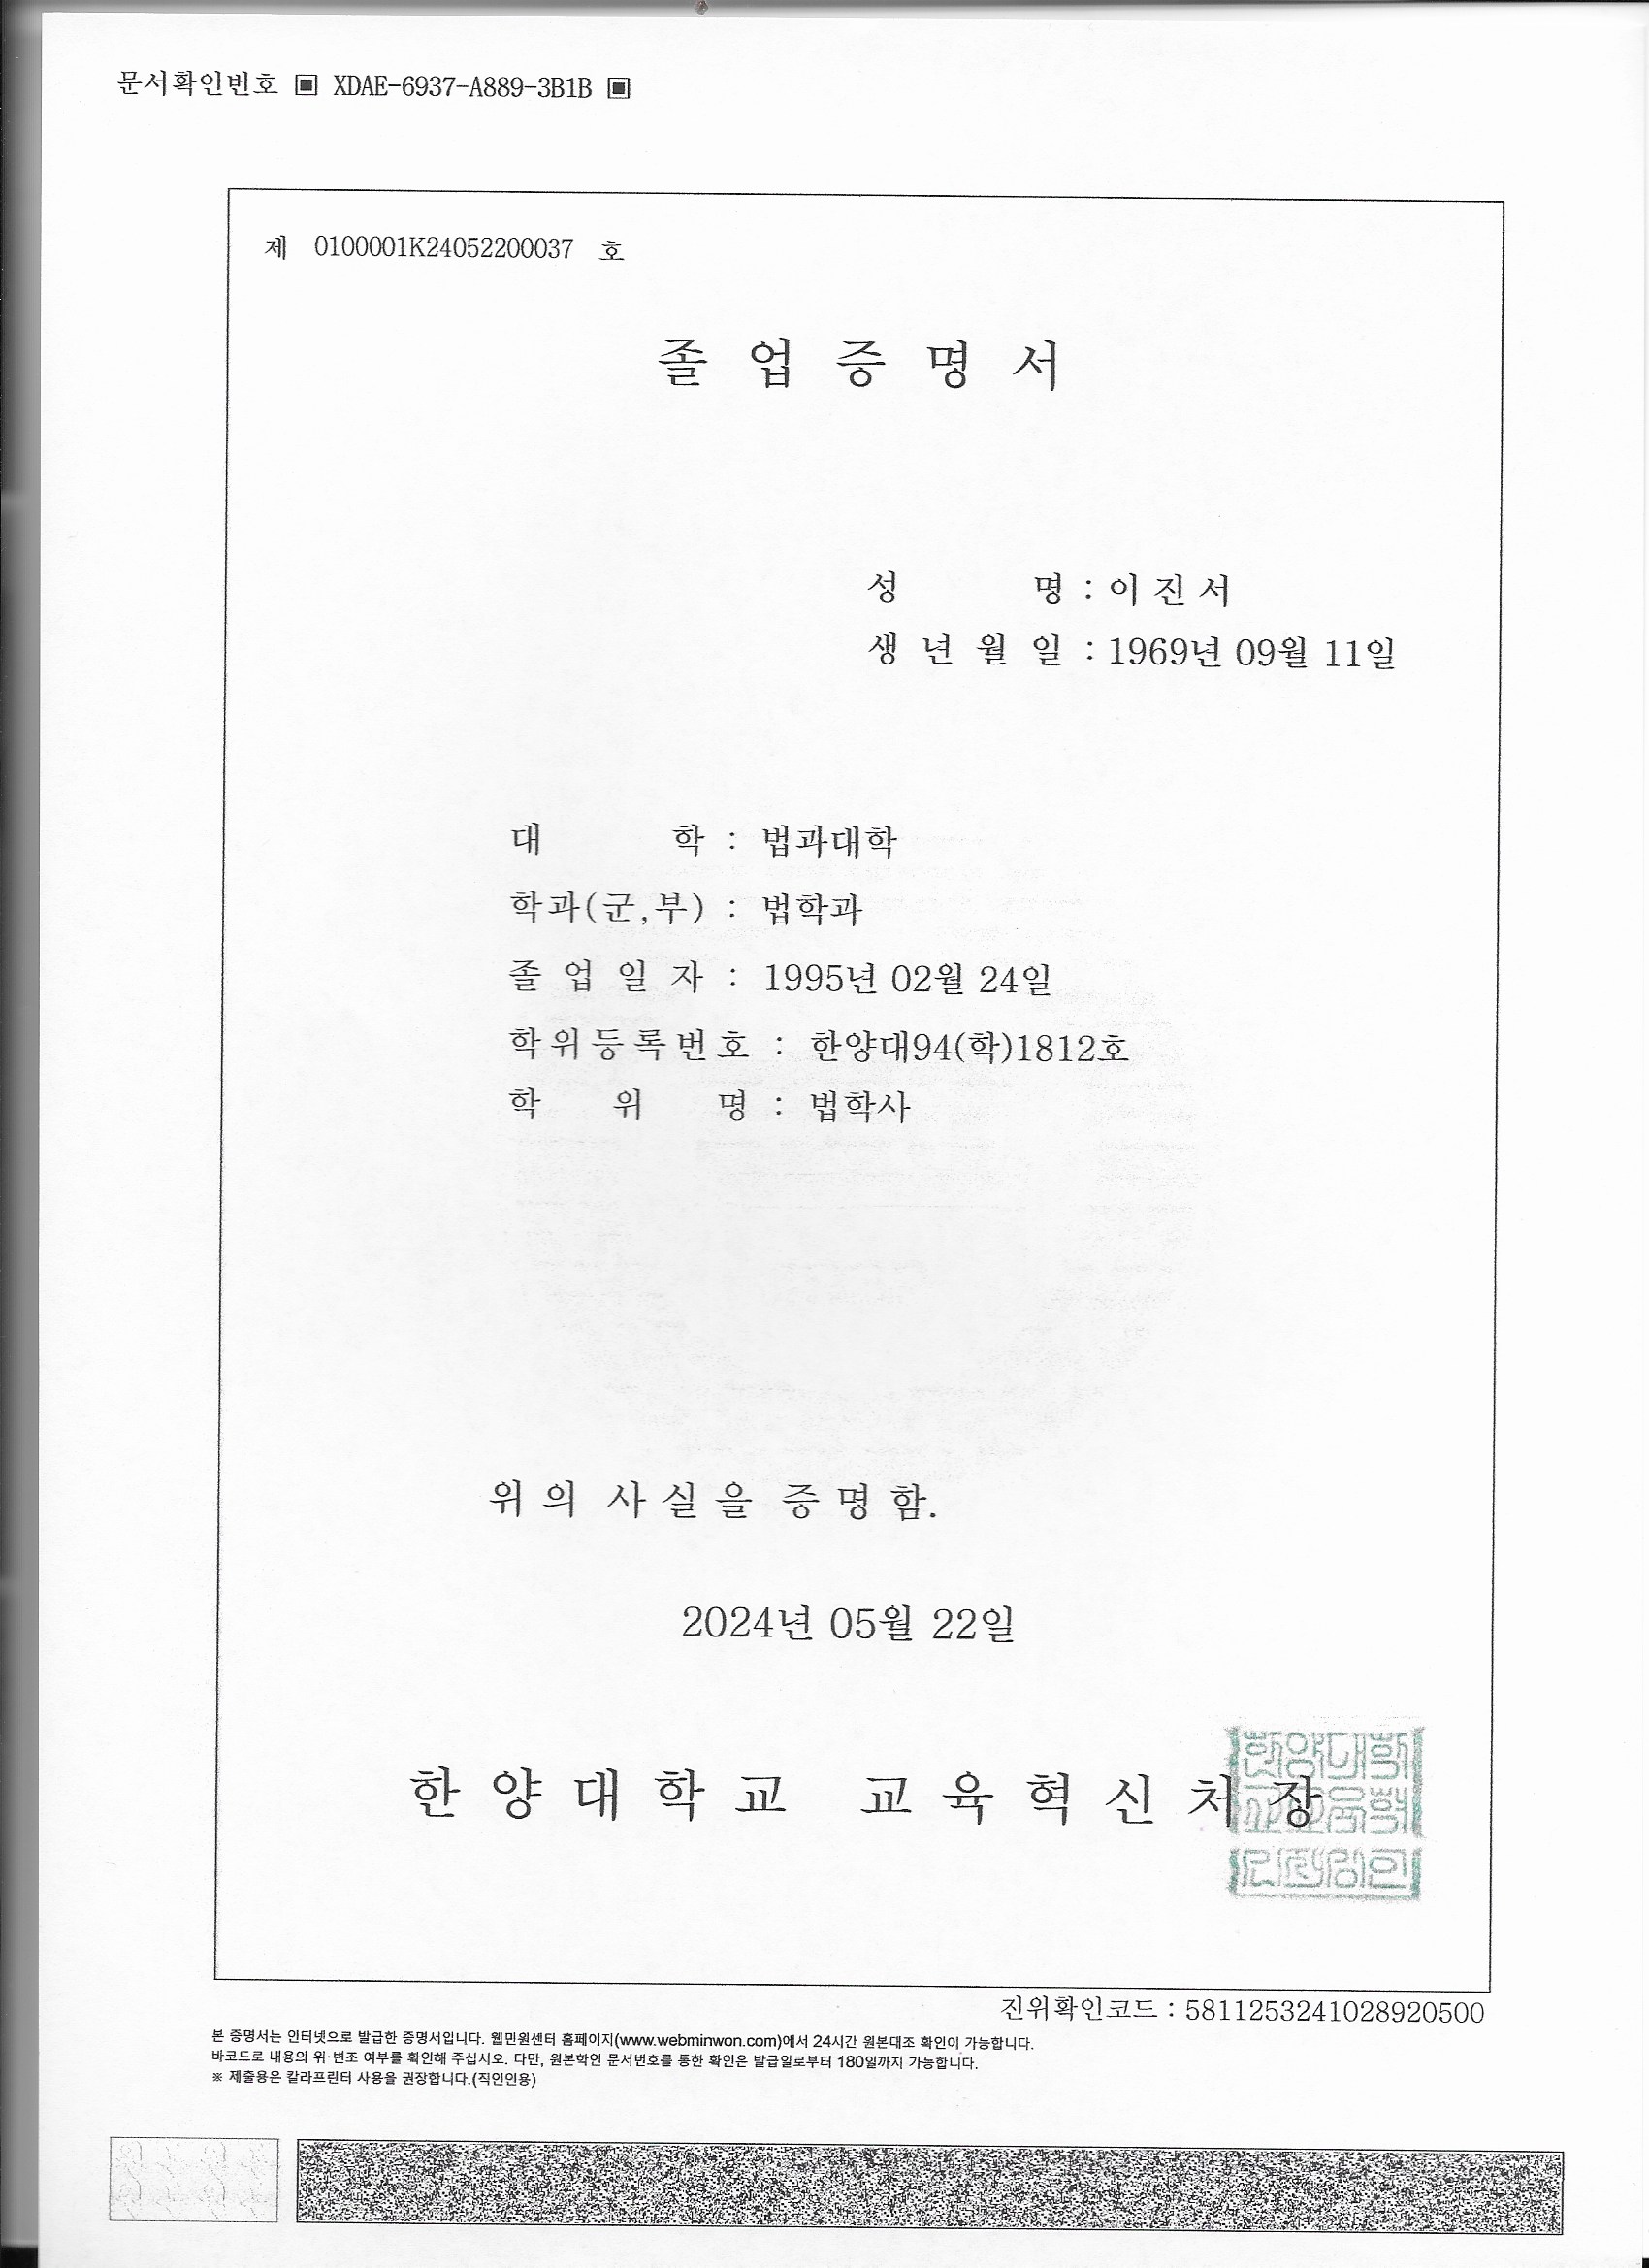 문서확인번호 ▣ XDAE-6937-A889-3B1B ▣
제 0100001K24052200037 호
졸 업 증 명 서
성 명 : 이 진 서
생 년 월 일 : 1969년 09월 11일
대 학 : 법과대학
학과(군,부) : 법학과
졸 업 일 자 : 1995년 02월 24일
학위등록번호 : 한양대94(학)1812호
학 위 명 : 법학사
위 의 사 실 을 증 명 함.
2024년 05월 22일
한 양 대 학 교 교 육 혁 신 처 장
진위확인코드 : 5811253241028920500
본 증명서는 인터넷으로 발급한 증명서입니다. 웹민원센터 홈페이지(www.webminwon.com)에서 24시간 원본대조 확인이 가능합니다.
바코드로 내용의 위·변조 여부를 확인해 주십시오. 다만, 원본학인 문서번호를 통한 확인은 발급일로부터 180일까지 가능합니다.
※ 제출용은 칼라프린터 사용을 권장합니다.(직인인용)